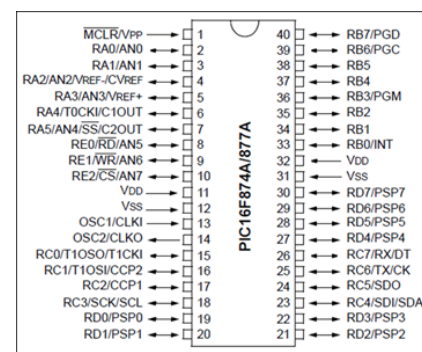 MCLR/VPP 1 40 RB7/PGD
RA0/AN0 2 39 RB6/PGC
RA1/AN1 3 38 RB5
RA2/AN2/VREF-/CVREF 4 37 RB4
RA3/AN3/VREF+ 5 36 RB3/PGM
RA4/T0CKI/C1OUT 6 35 RB2
RA5/AN4/SS/C2OUT 7 34 RB1
RE0/RD/AN5 8 33 RB0/INT
RE1/WR/AN6 9 32 VDD
RE2/CS/AN7 10 31 VSS
VDD 11 30 RD7/PSP7
VSS 12 29 RD6/PSP6
OSC1/CLKI 13 28 RD5/PSP5
OSC2/CLKO 14 27 RD4/PSP4
RC0/T1OSO/T1CKI 15 26 RC7/RX/DT
RC1/T1OSI/CCP2 16 25 RC6/TX/CK
RC2/CCP1 17 24 RC5/SDO
RC3/SCK/SCL 18 23 RC4/SDI/SDA
RD0/PSP0 19 22 RD3/PSP3
RD1/PSP1 20 21 RD2/PSP2
PIC16F874A/877A